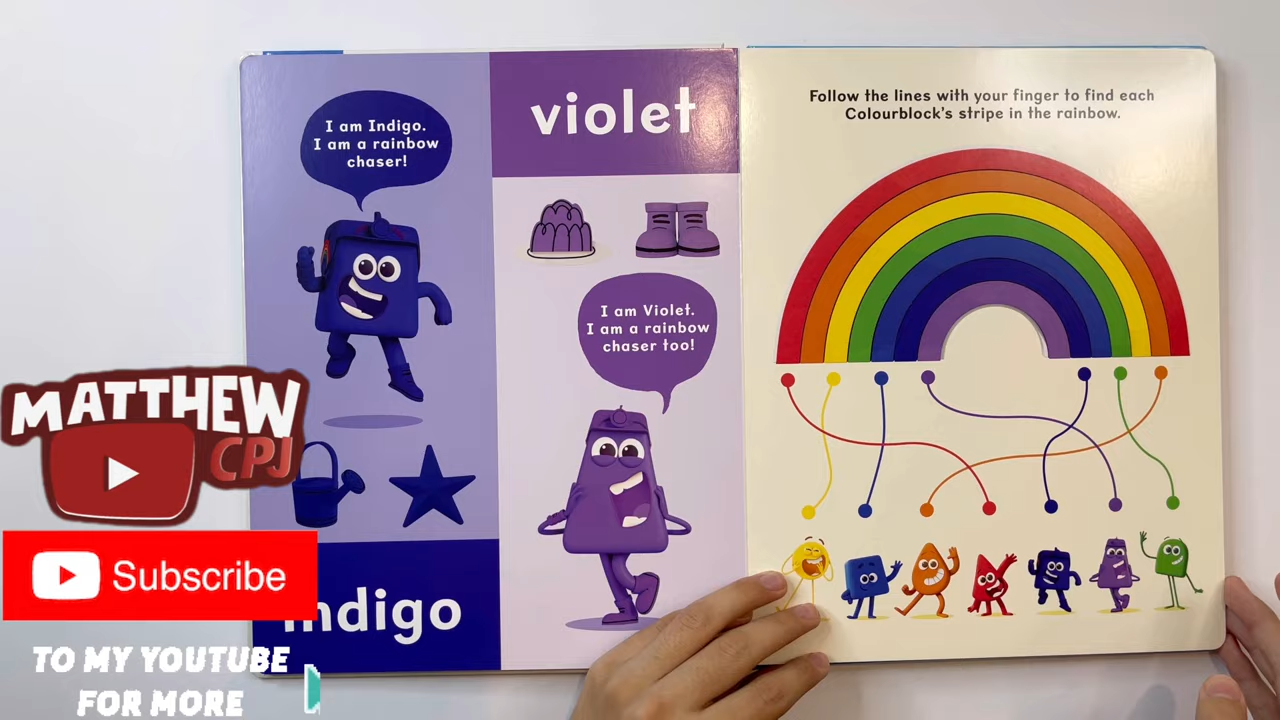 I am Indigo.
I am a rainbow
chaser!
indigo
violet
I am Violet.
I am a rainbow
chaser too!
Follow the lines with your finger to find each
Colourblock's stripe in the rainbow.
MATTHEW
CPJ
Subscribe
TO MY YOUTUBE
FOR MORE